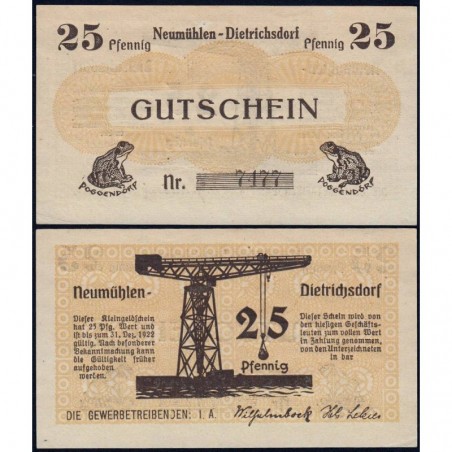 25 Pfennig Neumühlen - Dietrichsdorf Pfennig 25
GUTSCHEIN
POGGENDORF Nr. 7177 POGGENDORF
Neumühlen- Dietrichsdorf
Dieser Kleingeldschein
hat 25 Pfg. Wert und ist
bis zum 31. Dez. 1922
gültig. Nach besonderer
Bekanntmachung kann
die Gültigkeit früher
aufgehoben
werden.
25
Pfennig
Dieser Schein wird von
den hiesigen Geschäfts-
leuten zum vollen Wert
in Zahlung genommen,
von den Unterzeichneten
in bar
DIE GEWERBETREIBENDEN: I. A.